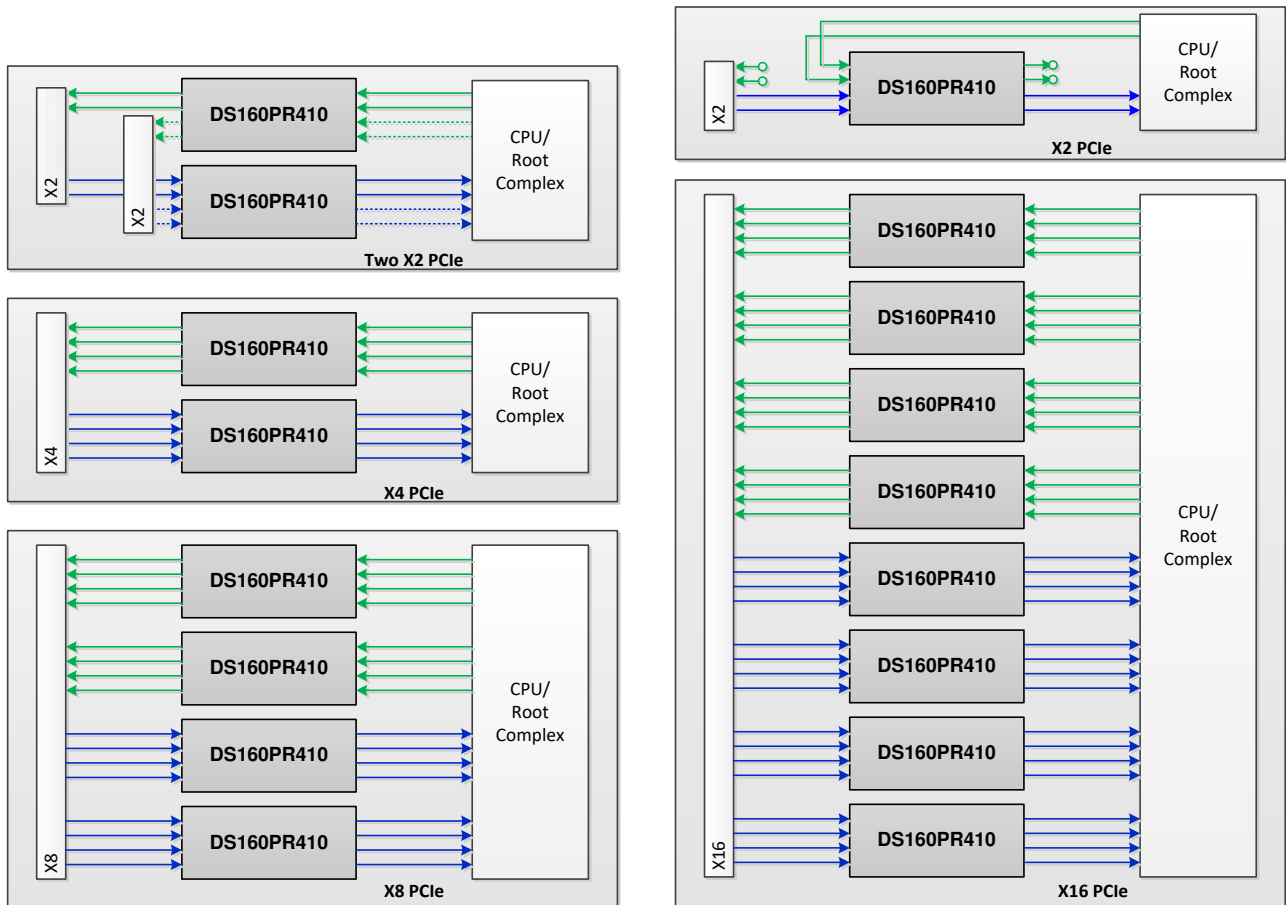 DS160PR410
CPU/
Root
Complex
DS160PR410
X2
X2
Two X2 PCIe
DS160PR410
CPU/
Root
Complex
DS160PR410
X4
X4 PCIe
DS160PR410
DS160PR410
CPU/
Root
Complex
DS160PR410
DS160PR410
X8
X8 PCIe
CPU/
Root
Complex
DS160PR410
X2
X2 PCIe
DS160PR410
DS160PR410
DS160PR410
DS160PR410
CPU/
Root
Complex
DS160PR410
DS160PR410
DS160PR410
DS160PR410
X16
X16 PCIe